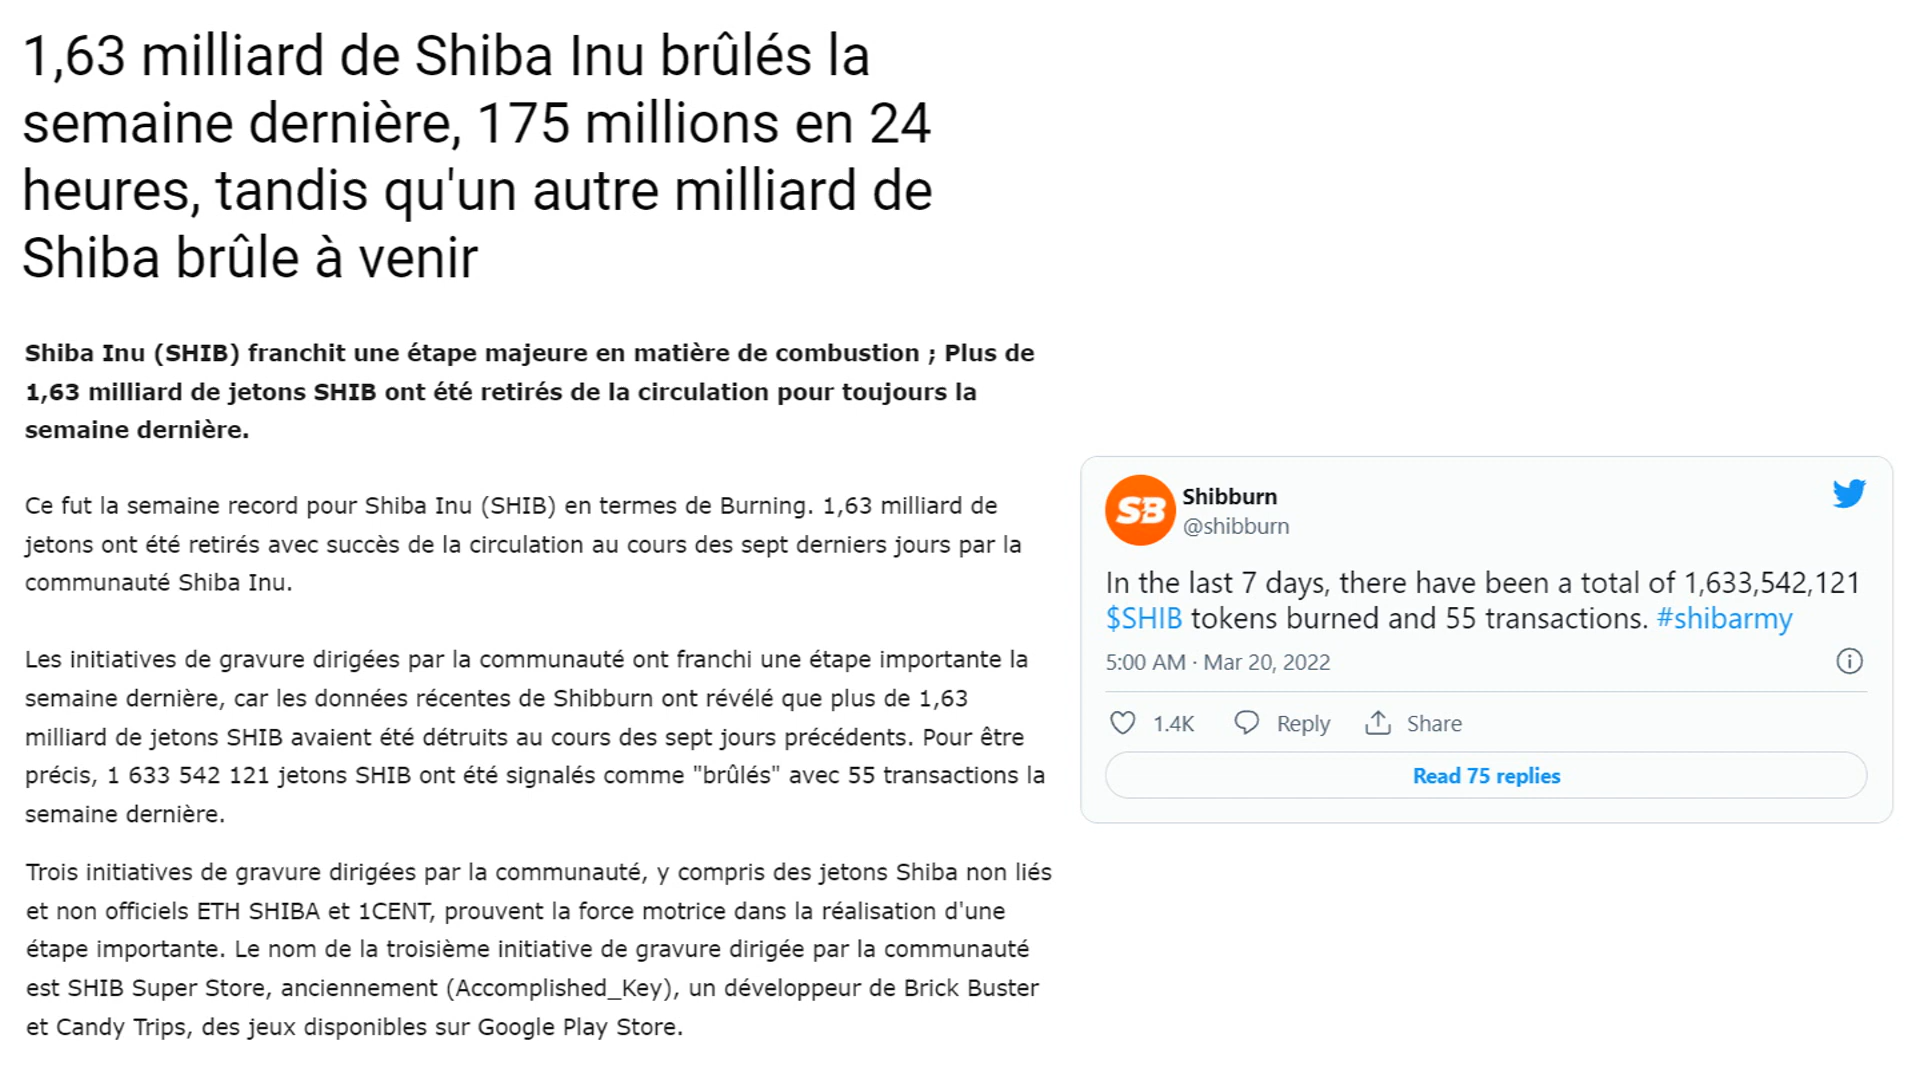 1,63 milliard de Shiba Inu brûlés la
semaine dernière, 175 millions en 24
heures, tandis qu'un autre milliard de
Shiba brûle à venir
Shiba Inu (SHIB) franchit une étape majeure en matière de combustion ; Plus de
1,63 milliard de jetons SHIB ont été retirés de la circulation pour toujours la
semaine dernière.
Ce fut la semaine record pour Shiba Inu (SHIB) en termes de Burning. 1,63 milliard de
jetons ont été retirés avec succès de la circulation au cours des sept derniers jours par la
communauté Shiba Inu.
Les initiatives de gravure dirigées par la communauté ont franchi une étape importante la
semaine dernière, car les données récentes de Shibburn ont révélé que plus de 1,63
milliard de jetons SHIB avaient été détruits au cours des sept jours précédents. Pour être
précis, 1 633 542 121 jetons SHIB ont été signalés comme "brûlés" avec 55 transactions la
semaine dernière.
Trois initiatives de gravure dirigées par la communauté, y compris des jetons Shiba non liés
et non officiels ETH SHIBA et 1CENT, prouvent la force motrice dans la réalisation d'une
étape importante. Le nom de la troisième initiative de gravure dirigée par la communauté
est SHIB Super Store, anciennement (Accomplished_Key), un développeur de Brick Buster
et Candy Trips, des jeux disponibles sur Google Play Store.
SB
Shibburn
@shibburn
In the last 7 days, there have been a total of 1,633,542,121
$SHIB tokens burned and 55 transactions. #shibarmy
5:00 AM · Mar 20, 2022
1.4K Reply Share
Read 75 replies